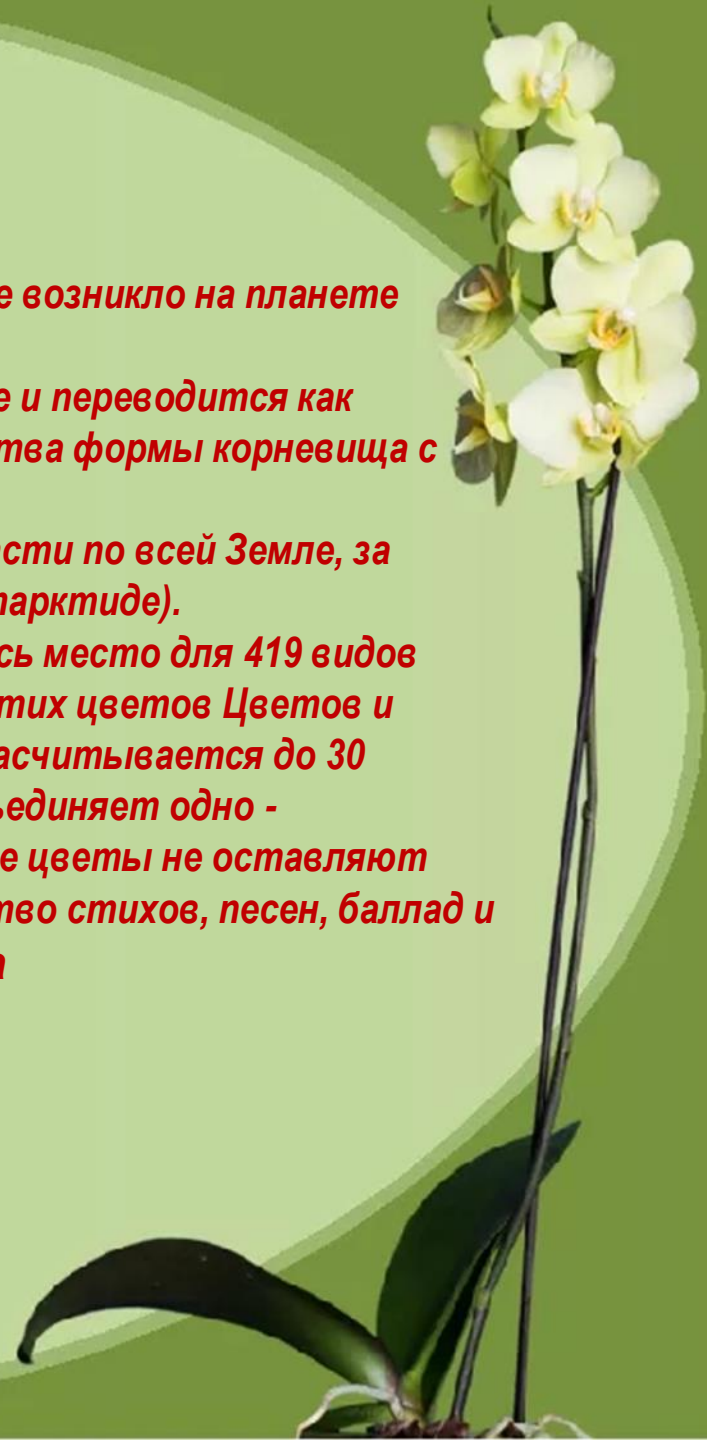 е возникло на планете
е и переводится как
тва формы корневища с
сти по всей Земле, за
тарктиде).
сь место для 419 видов
тих цветов Цветов и
асчитывается до 30
ъединяет одно -
е цветы не оставляют
тво стихов, песен, баллад и
а